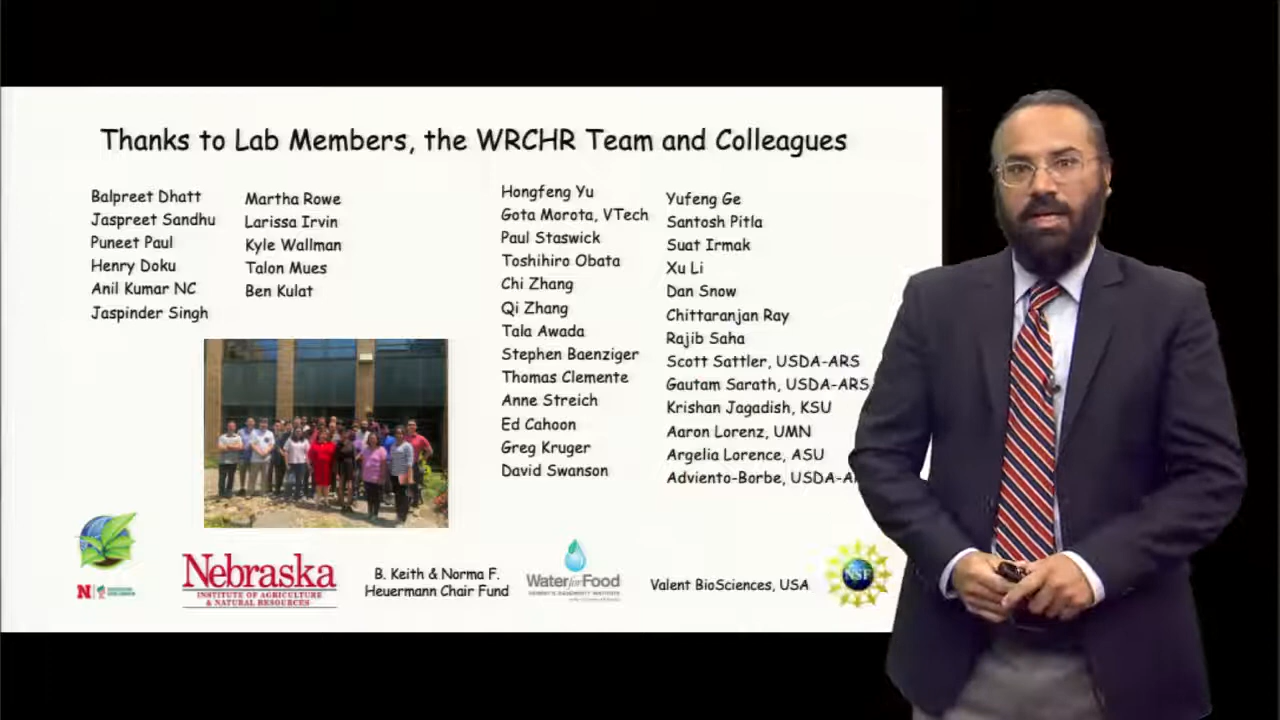 Thanks to Lab Members, the WRCHR Team and Colleagues
Balpreet Dhatt
Jaspreet Sandhu
Puneet Paul
Henry Doku
Anil Kumar NC
Jaspinder Singh
Martha Rowe
Larissa Irvin
Kyle Wallman
Talon Mues
Ben Kulat
Hongfeng Yu
Gota Morota, VTech
Paul Staswick
Toshihiro Obata
Chi Zhang
Qi Zhang
Tala Awada
Stephen Baenziger
Thomas Clemente
Anne Streich
Ed Cahoon
Greg Kruger
David Swanson
Yufeng Ge
Santosh Pitla
Suat Irmak
Xu Li
Dan Snow
Chittaranjan Ray
Rajib Saha
Scott Sattler, USDA-ARS
Gautam Sarath, USDA-ARS
Krishan Jagadish, KSU
Aaron Lorenz, UMN
Argelia Lorence, ASU
Adviento-Borbe, USDA-A
N
Nebraska
INSTITUTE OF AGRICULTURE
& NATURAL RESOURCES
B. Keith & Norma F.
Heuermann Chair Fund
Water for Food
Valent BioSciences, USA
NSF